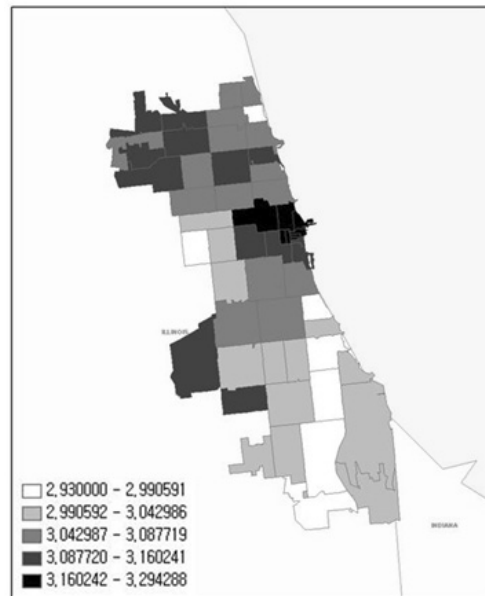 ILLINOIS
2,930000 - 2,990591
2,990592 - 3,042986
3,042987 - 3,087719
3,087720 - 3,160241
3,160242 - 3,294288
INDIANA